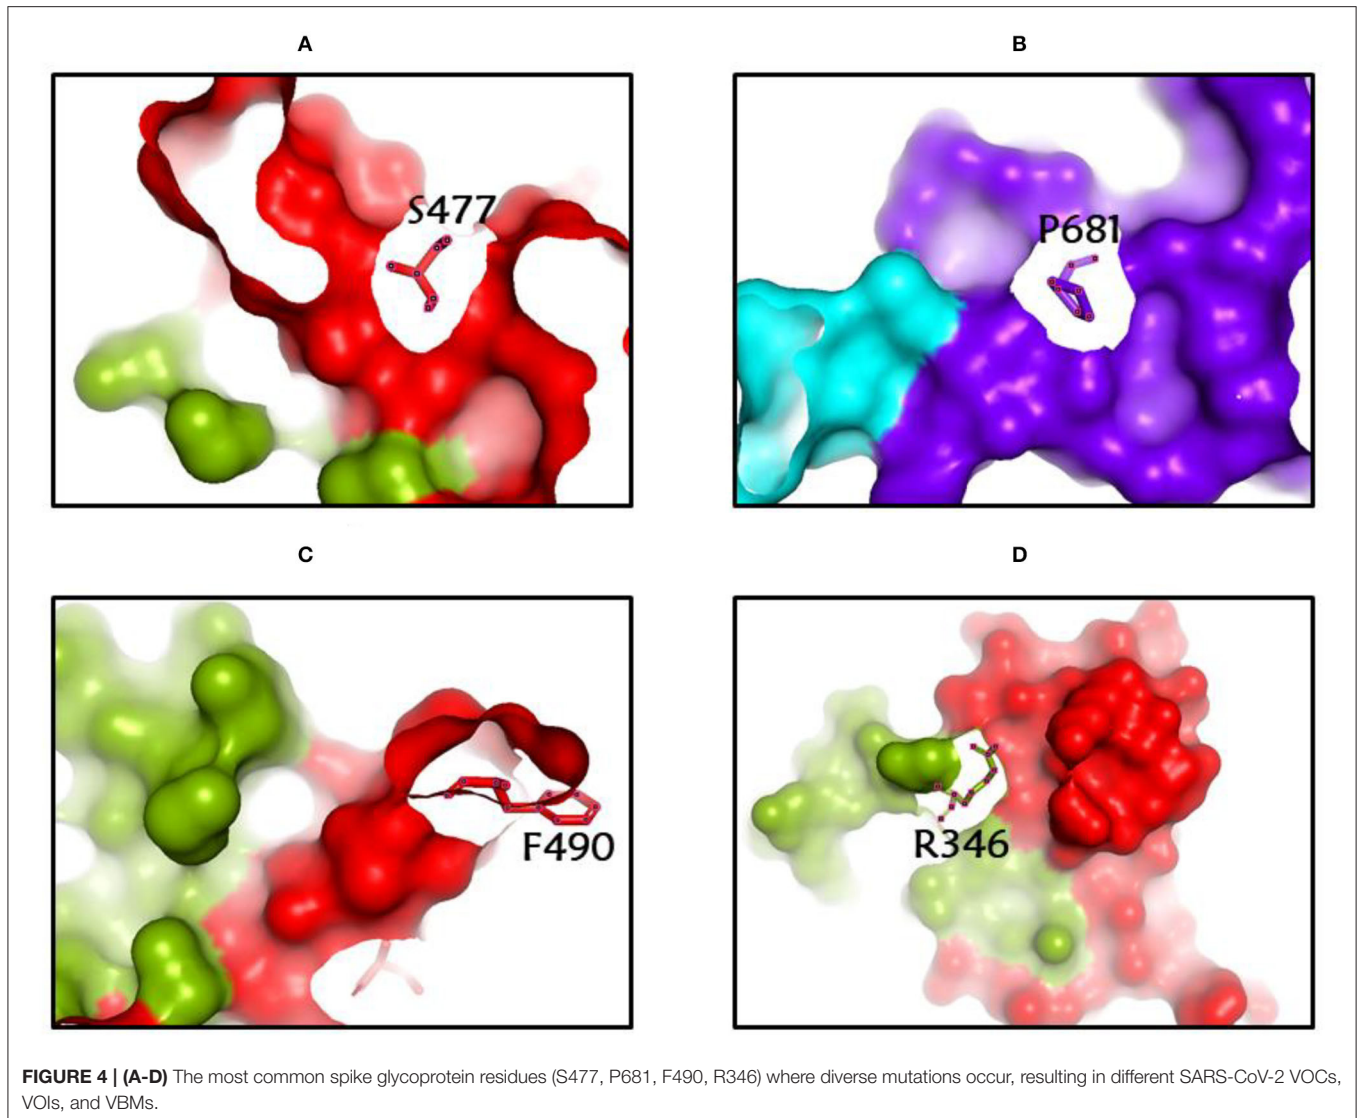 A
B
S477
P681
C
D
F490
R346
FIGURE 4 | (A-D) The most common spike glycoprotein residues (S477, P681, F490, R346) where diverse mutations occur, resulting in different SARS-CoV-2 VOCs,
VOIs, and VBMs.